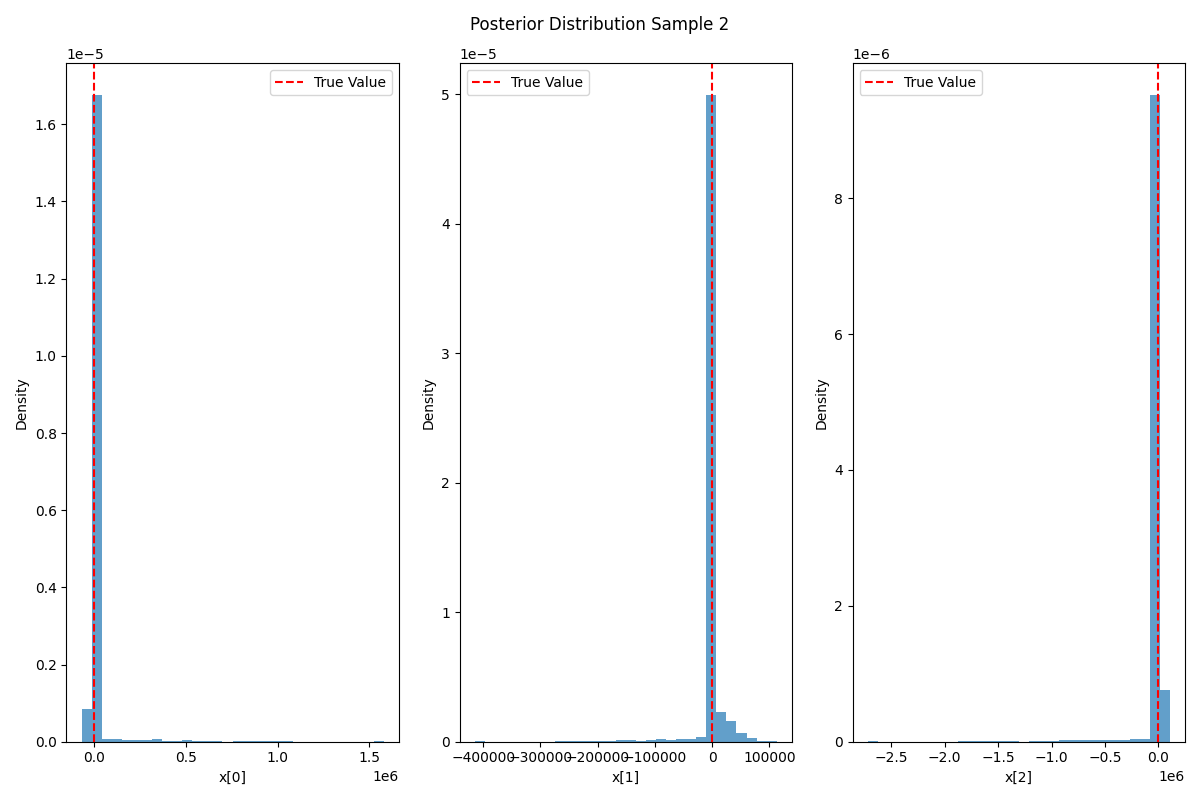 Posterior Distribution Sample 2
1e−5
True Value
1.6
1.4
1.2
1.0
0.8
0.6
0.4
0.2
0.0
Density
0.0 0.5 1.0 1.5
1e6
x[0]
1e−5
True Value
5
4
3
2
1
0
Density
−400000 −300000 −200000 −100000 0 100000
x[1]
1e−6
True Value
8
6
4
2
0
Density
−2.5 −2.0 −1.5 −1.0 −0.5 0.0
1e6
x[2]